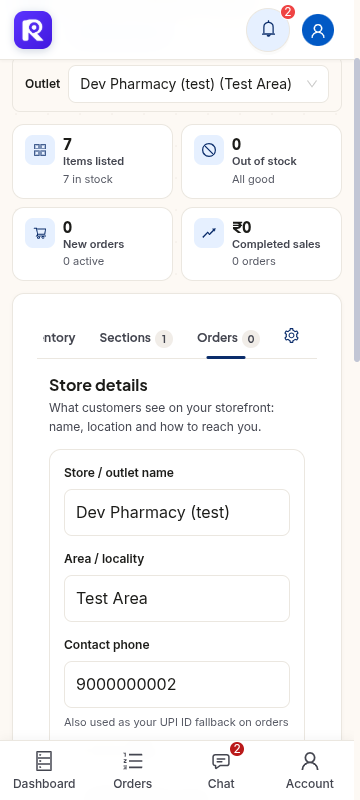 R
2
Outlet
Dev Pharmacy (test) (Test Area)
7
Items listed
7 in stock
0
Out of stock
All good
0
New orders
0 active
₹0
Completed sales
0 orders
ntory
Sections 1
Orders 0
Store details
What customers see on your storefront:
name, location and how to reach you.
Store / outlet name
Dev Pharmacy (test)
Area / locality
Test Area
Contact phone
9000000002
Also used as your UPI ID fallback on orders
2
Dashboard
Orders
Chat
Account